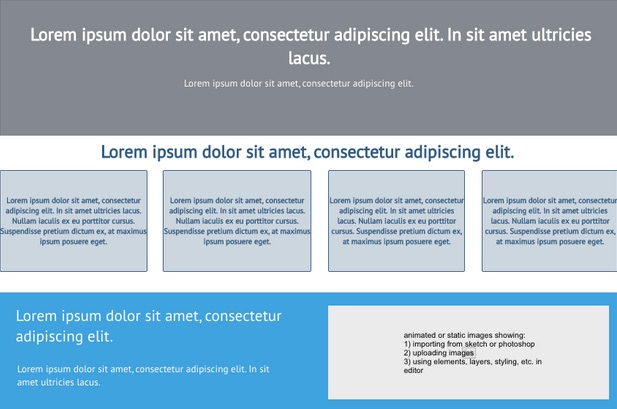 Lorem ipsum dolor sit amet, consectetur adipiscing elit. In sit amet ultricies
lacus.
Lorem ipsum dolor sit amet, consectetur adipiscing elit.
Lorem ipsum dolor sit amet, consectetur adipiscing elit.
Lorem ipsum dolor sit amet, consectetur
adipiscing elit. In sit amet ultricies lacus.
Nullam iaculis ex eu porttitor cursus.
Suspendisse pretium dictum ex, at maximus
ipsum posuere eget.
Lorem ipsum dolor sit amet, consectetur
adipiscing elit. In sit amet ultricies lacus.
Nullam iaculis ex eu porttitor cursus.
Suspendisse pretium dictum ex, at maximus
ipsum posuere eget.
Lorem ipsum dolor sit amet, consectetur
adipiscing elit. In sit amet ultricies
lacus. Nullam iaculis ex eu porttitor
cursus. Suspendisse pretium dictum ex,
at maximus ipsum posuere eget.
Lorem ipsum dolor sit amet, consectetur
adipiscing elit. In sit amet ultricies
lacus. Nullam iaculis ex eu porttitor
cursus. Suspendisse pretium dictum ex,
at maximus ipsum posuere eget.
Lorem ipsum dolor sit amet, consectetur
adipiscing elit.
Lorem ipsum dolor sit amet, consectetur adipiscing elit. In sit
amet ultricies lacus.
animated or static images showing:
1) importing from sketch or photoshop
2) uploading images
3) using elements, layers, styling, etc. in
editor